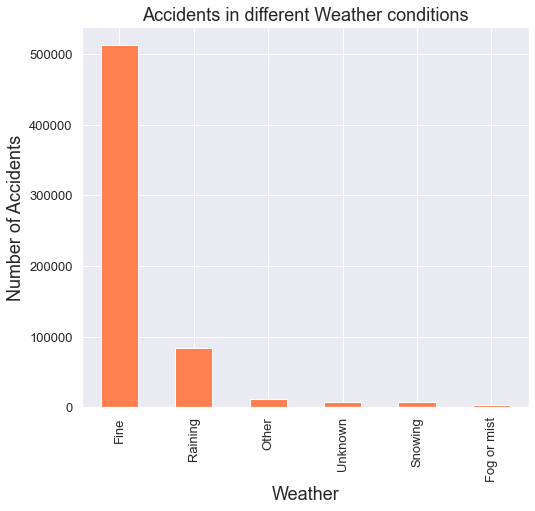 Accidents in different Weather conditions
Number of Accidents
500000
400000
300000
200000
100000
0
Fine
Raining
Other
Unknown
Snowing
Fog or mist
Weather